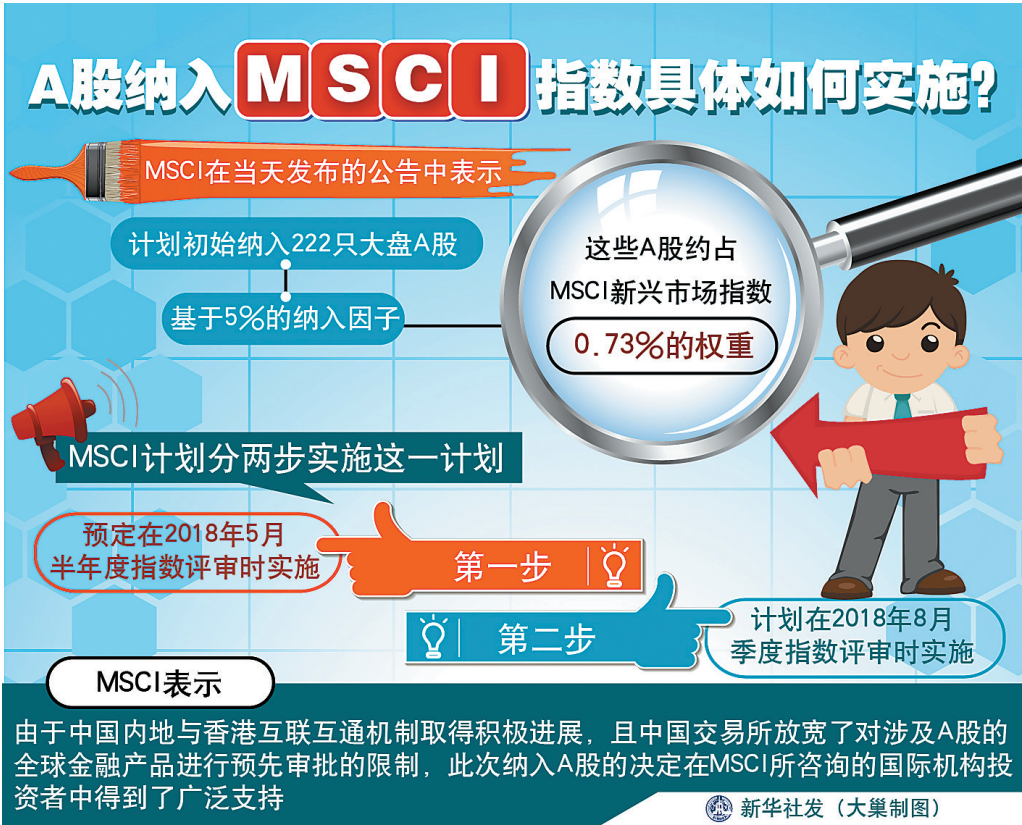 A股纳入MSCI指数具体如何实施?
MSCI在当天发布的公告中表示
计划初始纳入222只大盘A股
基于5%的纳入因子
这些A股约占
MSCI新兴市场指数
0.73%的权重
MSCI计划分两步实施这一计划
预定在2018年5月
半年度指数评审时实施
第一步
第二步
计划在2018年8月
季度指数评审时实施
MSCI表示
由于中国内地与香港互联互通机制取得积极进展，且中国交易所放宽了对涉及A股的
全球金融产品进行预先审批的限制，此次纳入A股的决定在MSCI所咨询的国际机构投
资者中得到了广泛支持
新华社发（大巢制图）